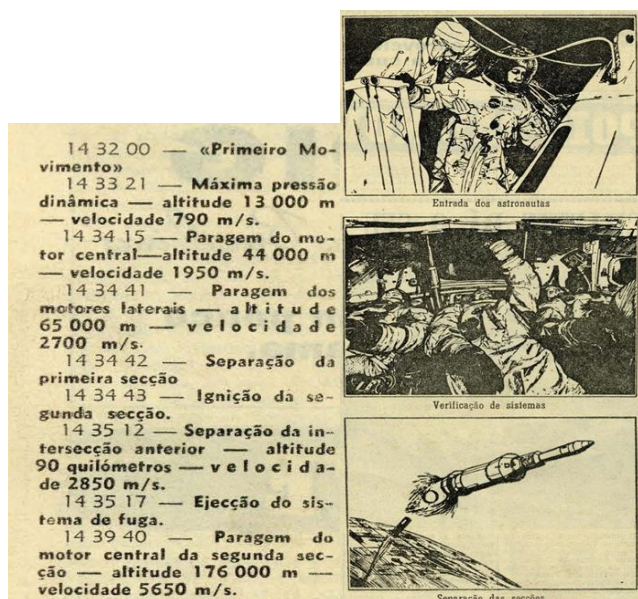 14 32 00 — «Primeiro Mo-
vimento»
14 33 21 — Máxima pressão
dinâmica — altitude 13 000 m
— velocidade 790 m/s.
14 34 15 — Paragem do mo-
tor central—altitude 44 000 m
— velocidade 1950 m/s.
14 34 41 — Paragem dos
motores laterais — altitude
65 000 m — velocidade
2700 m/s.
14 34 42 — Separação da
primeira secção
14 34 43 — Ignição da se-
gunda secção.
14 35 12 — Separação da in-
tersecção anterior — altitude
90 quilómetros — velocida-
de 2850 m/s.
14 35 17 — Ejecção do sis-
tema de fuga.
14 39 40 — Paragem do
motor central da segunda sec-
ção — altitude 176 000 m —
velocidade 5650 m/s.
Entrada dos astronautas
Verificação de sistemas
Separação das secções